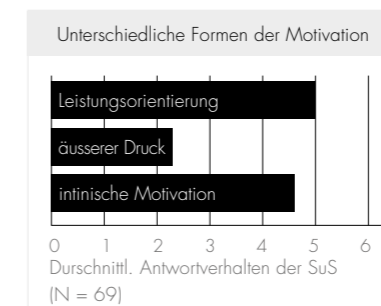 Unterschiedliche Formen der Motivation
Leistungsorientierung
äusserer Druck
intinische Motivation
0 1 2 3 4 5 6
Durschnittl. Antwortverhalten der SuS
(N = 69)